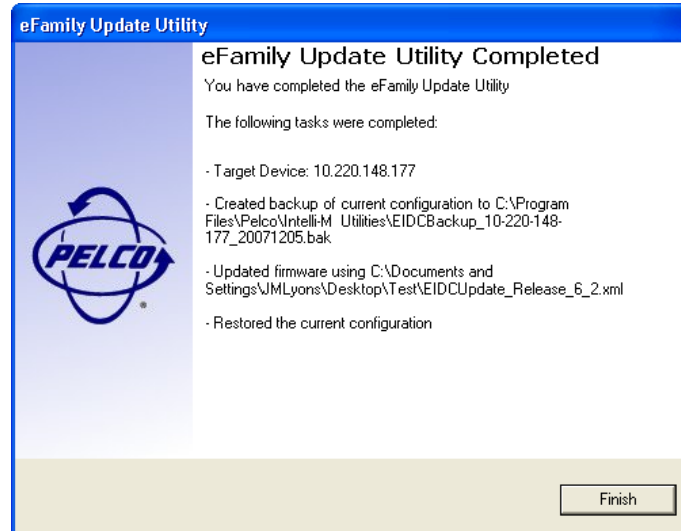 eFamily Update Utility
eFamily Update Utility Completed
You have completed the eFamily Update Utility
The following tasks were completed:
- Target Device: 10.220.148.177
- Created backup of current configuration to C:\Program
Files\Pelco\Intelli-M Utilities\EIDCBackup_10-220-148-
177_20071205.bak
- Updated firmware using C:\Documents and
Settings\JMLyons\Desktop\Test\EIDCUpdate_Release_6_2.xml
- Restored the current configuration
PELCO
Finish